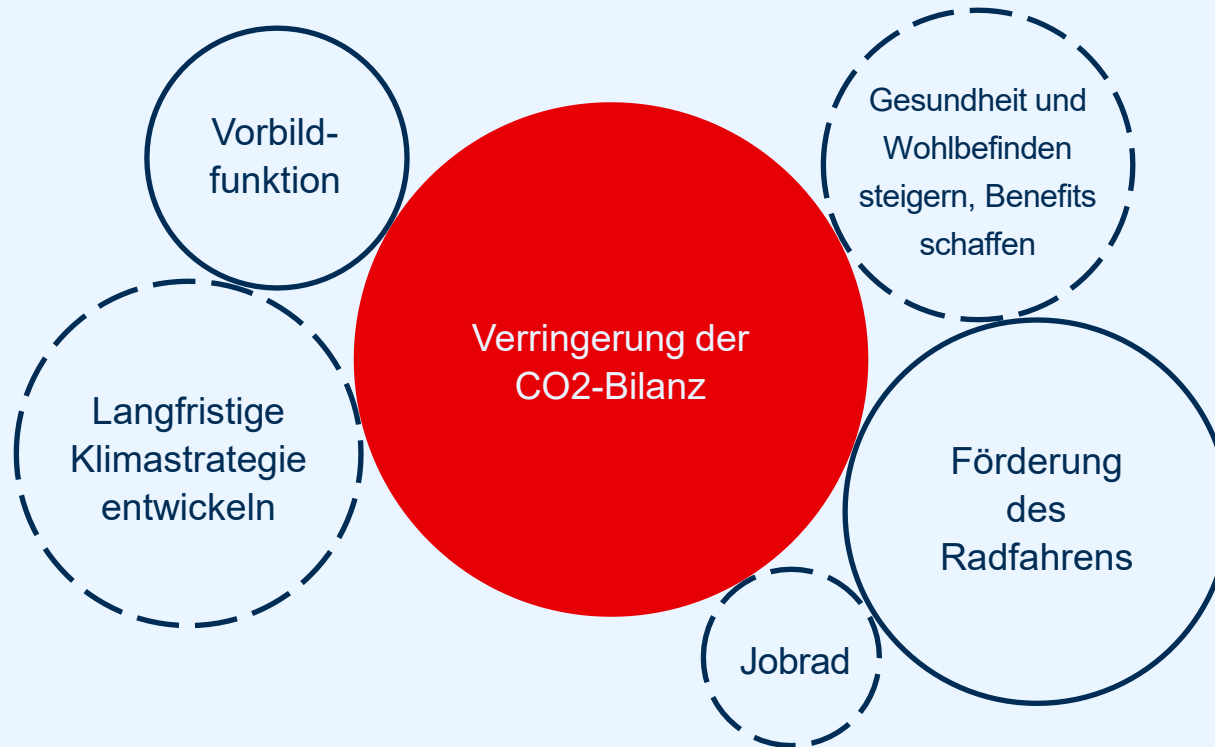 Vorbild-
funktion
Gesundheit und
Wohlbefinden
steigern, Benefits
schaffen
Verringerung der
CO2-Bilanz
Langfristige
Klimastrategie
entwickeln
Förderung
des
Radfahrens
Jobrad